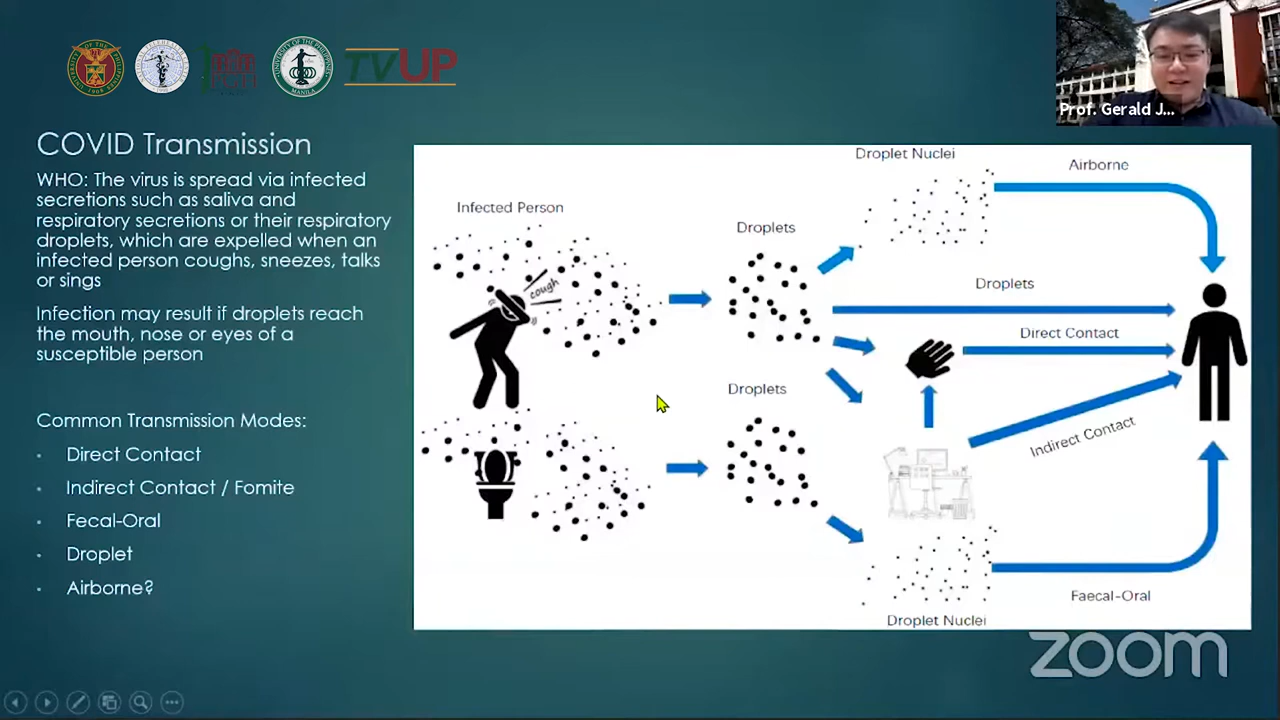 TVUP
Prof. Gerald J...
COVID Transmission
WHO: The virus is spread via infected
secretions such as saliva and
respiratory secretions or their respiratory
droplets, which are expelled when an
infected person coughs, sneezes, talks
or sings
Infection may result if droplets reach
the mouth, nose or eyes of a
susceptible person
Common Transmission Modes:
Direct Contact
Indirect Contact / Fomite
Fecal-Oral
Droplet
Airborne?
Droplet Nuclei
Airborne
Infected Person
Droplets
cough
Droplets
Direct Contact
Droplets
Indirect Contact
Faecal-Oral
Droplet Nuclei
zoom